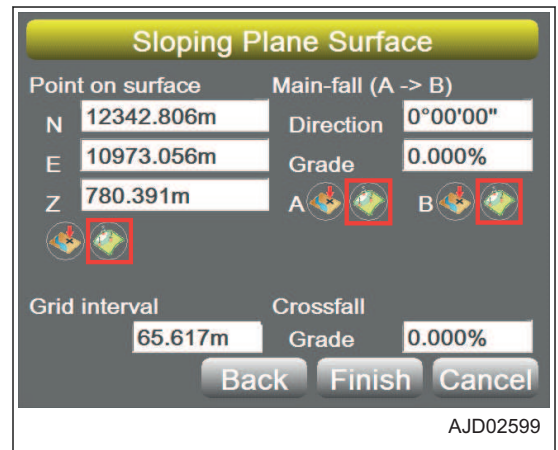 Sloping Plane Surface
Point on surface Main-fall (A -> B)
N 12342.806m Direction 0°00'00"
E 10973.056m Grade 0.000%
Z 780.391m A B
Grid interval Crossfall
65.617m Grade 0.000%
Back Finish Cancel
AJD02599